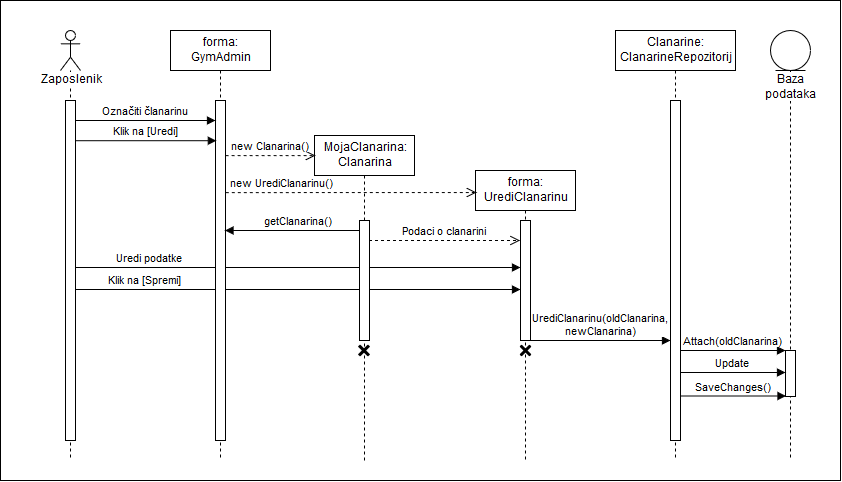 forma:
GymAdmin
Clanarine:
ClanarineRepozitorij
Zaposlenik
Baza
podataka
Označiti članarinu
Klik na [Uredi]
new Clanarina()
MojaClanarina:
Clanarina
new UrediClanarinu()
forma:
UrediClanarinu
getClanarina()
Podaci o clanarini
Uredi podatke
Klik na [Spremi]
UrediClanarinu(oldClanarina,
newClanarina)
Attach(oldClanarina)
Update
SaveChanges()